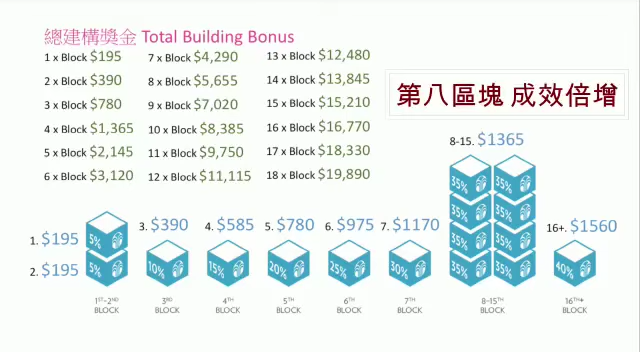 總建構獎金 Total Building Bonus
1 x Block $195
2 x Block $390
3 x Block $780
4 x Block $1,365
5 x Block $2,145
6 x Block $3,120
7 x Block $4,290
8 x Block $5,655
9 x Block $7,020
10 x Block $8,385
11 x Block $9,750
12 x Block $11,115
13 x Block $12,480
14 x Block $13,845
15 x Block $15,210
16 x Block $16,770
17 x Block $18,330
18 x Block $19,890
第八區塊 成效倍增
1. $195
2. $195
5%
5%
1ST-2ND
BLOCK
3. $390
10%
3RD
BLOCK
4. $585
15%
4TH
BLOCK
5. $780
20%
5TH
BLOCK
6. $975
25%
6TH
BLOCK
7. $1170
30%
7TH
BLOCK
8-15. $1365
35% 35%
35% 35%
35% 35%
35% 35%
8-15TH
BLOCK
16+. $1560
40%
16TH+
BLOCK